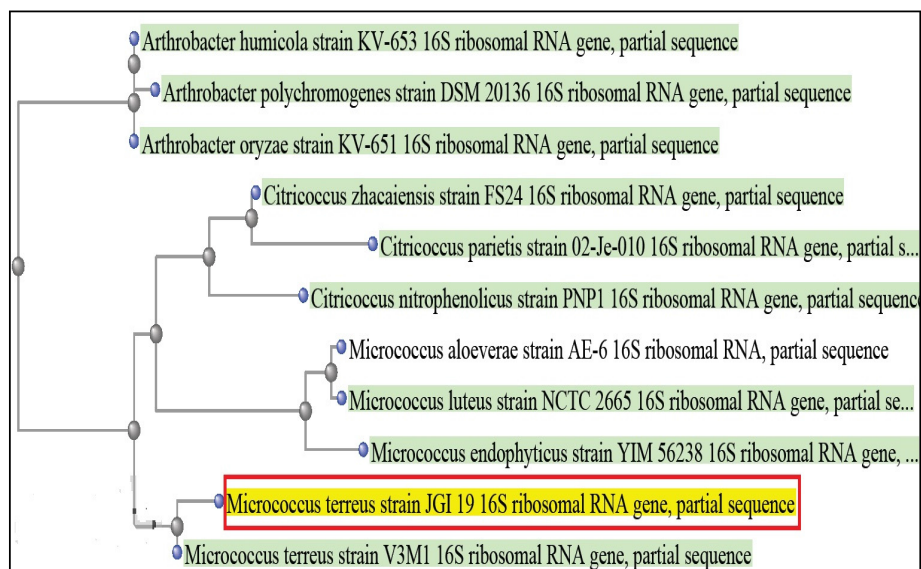 Arthrobacter humicola strain KV-653 16S ribosomal RNA gene, partial sequence
Arthrobacter polychromogenes strain DSM 20136 16S ribosomal RNA gene, partial sequence
Arthrobacter oryzae strain KV-651 16S ribosomal RNA gene, partial sequence
Citricoccus zhacaiensis strain FS24 16S ribosomal RNA gene, partial sequence
Citricoccus parietis strain 02-Je-010 16S ribosomal RNA gene, partial s...
Citricoccus nitrophenolicus strain PNP1 16S ribosomal RNA gene, partial sequence
Micrococcus aloeverae strain AE-6 16S ribosomal RNA, partial sequence
Micrococcus luteus strain NCTC 2665 16S ribosomal RNA gene, partial se...
Micrococcus endophyticus strain YIM 56238 16S ribosomal RNA gene, ...
Micrococcus terreus strain JGI 19 16S ribosomal RNA gene, partial sequence
Micrococcus terreus strain V3M1 16S ribosomal RNA gene, partial sequence